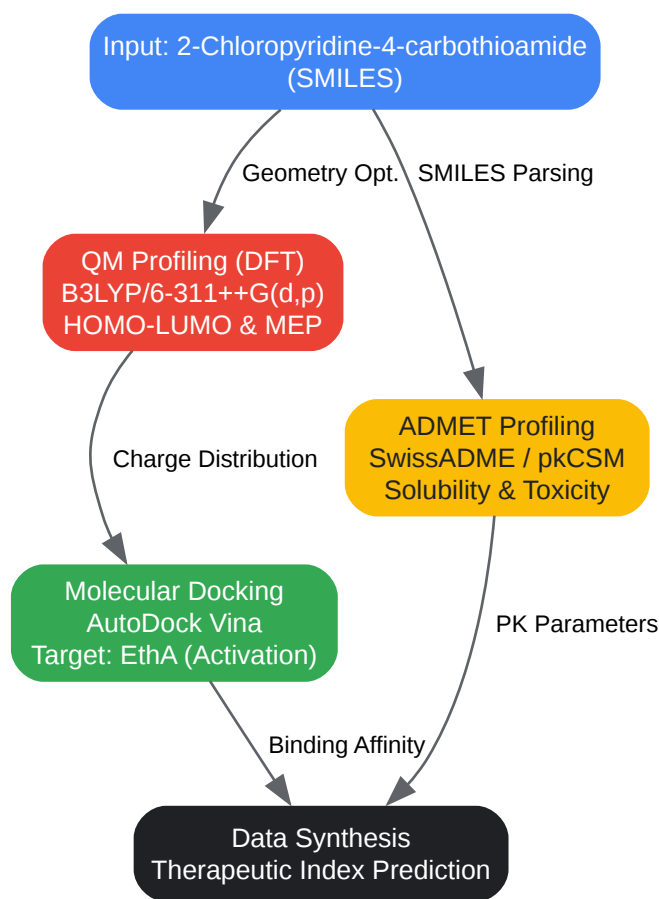 Input: 2-Chloropyridine-4-carbothioamide
(SMILES)
Geometry Opt.
SMILES Parsing
QM Profiling (DFT)
B3LYP/6-311++G(d,p)
HOMO-LUMO & MEP
ADMET Profiling
SwissADME / pkCSM
Solubility & Toxicity
Charge Distribution
Molecular Docking
AutoDock Vina
Target: EthA (Activation)
PK Parameters
Binding Affinity
Data Synthesis
Therapeutic Index Prediction